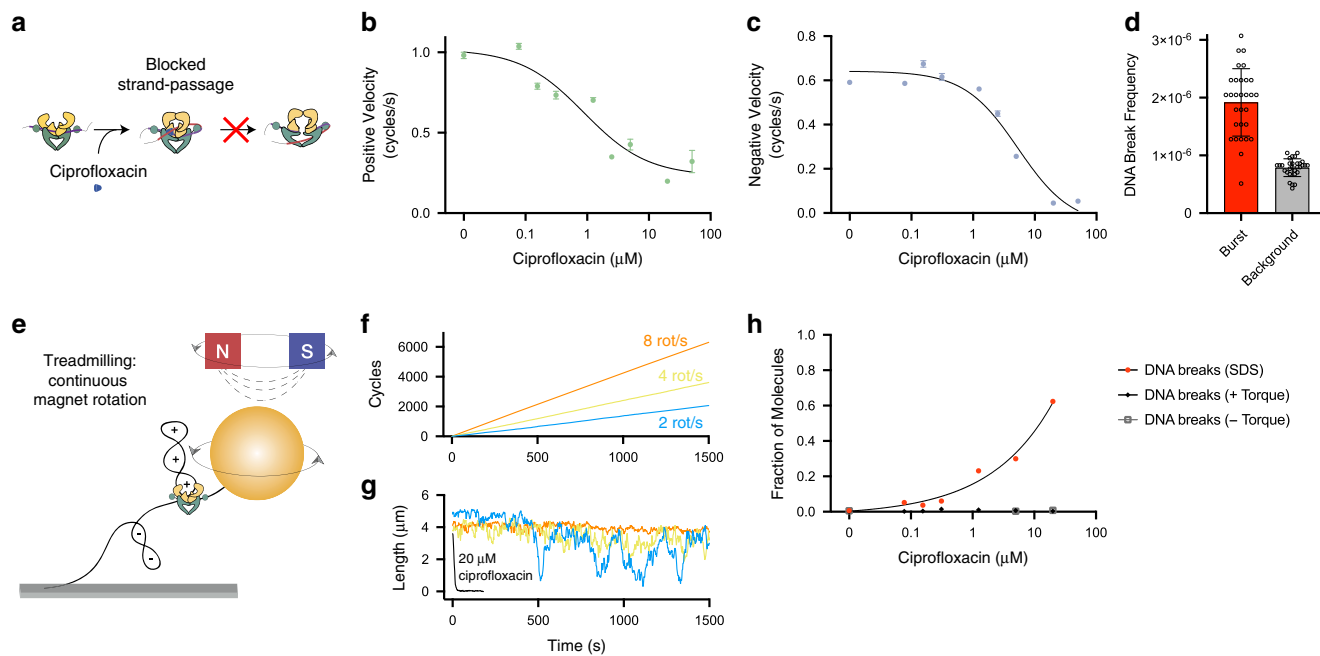 a
Blocked
strand-passage
Ciprofloxacin
b
Positive Velocity
(cycles/s)
1.0
0.5
0.0
0
0.1
1
10
100
Ciprofloxacin (μM)
c
Negative Velocity
(cycles/s)
0.8
0.6
0.4
0.2
0.0
0
0.1
1
10
100
Ciprofloxacin (μM)
d
DNA Break Frequency
3×10⁻⁶
2×10⁻⁶
1×10⁻⁶
0
Burst
Background
e
Treadmilling:
continuous
magnet rotation
N
S
+
+
+
-
-
f
Cycles
6000
4000
2000
0
8 rot/s
4 rot/s
2 rot/s
0
500
1000
1500
g
Length (μm)
6
4
2
0
20 μM
ciprofloxacin
0
500
1000
1500
Time (s)
h
Fraction of Molecules
1.0
0.8
0.6
0.4
0.2
0.0
0
0.1
1
10
100
Ciprofloxacin (μM)
DNA breaks (SDS)
DNA breaks (+ Torque)
DNA breaks (− Torque)